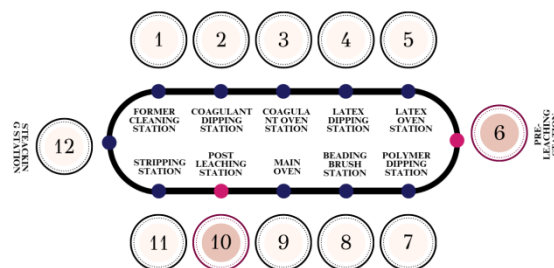 1 2 3 4 5
FORMER CLEANING STATION
COAGULANT DIPPING STATION
COAGULA NT OVEN STATION
LATEX DIPPING STATION
LATEX OVEN STATION
6
PRE-
LEACHING
12
STRIPPING STATION
POST LEACHING STATION
MAIN OVEN
BEADING BRUSH STATION
POLYMER DIPPING STATION
11 10 9 8 7